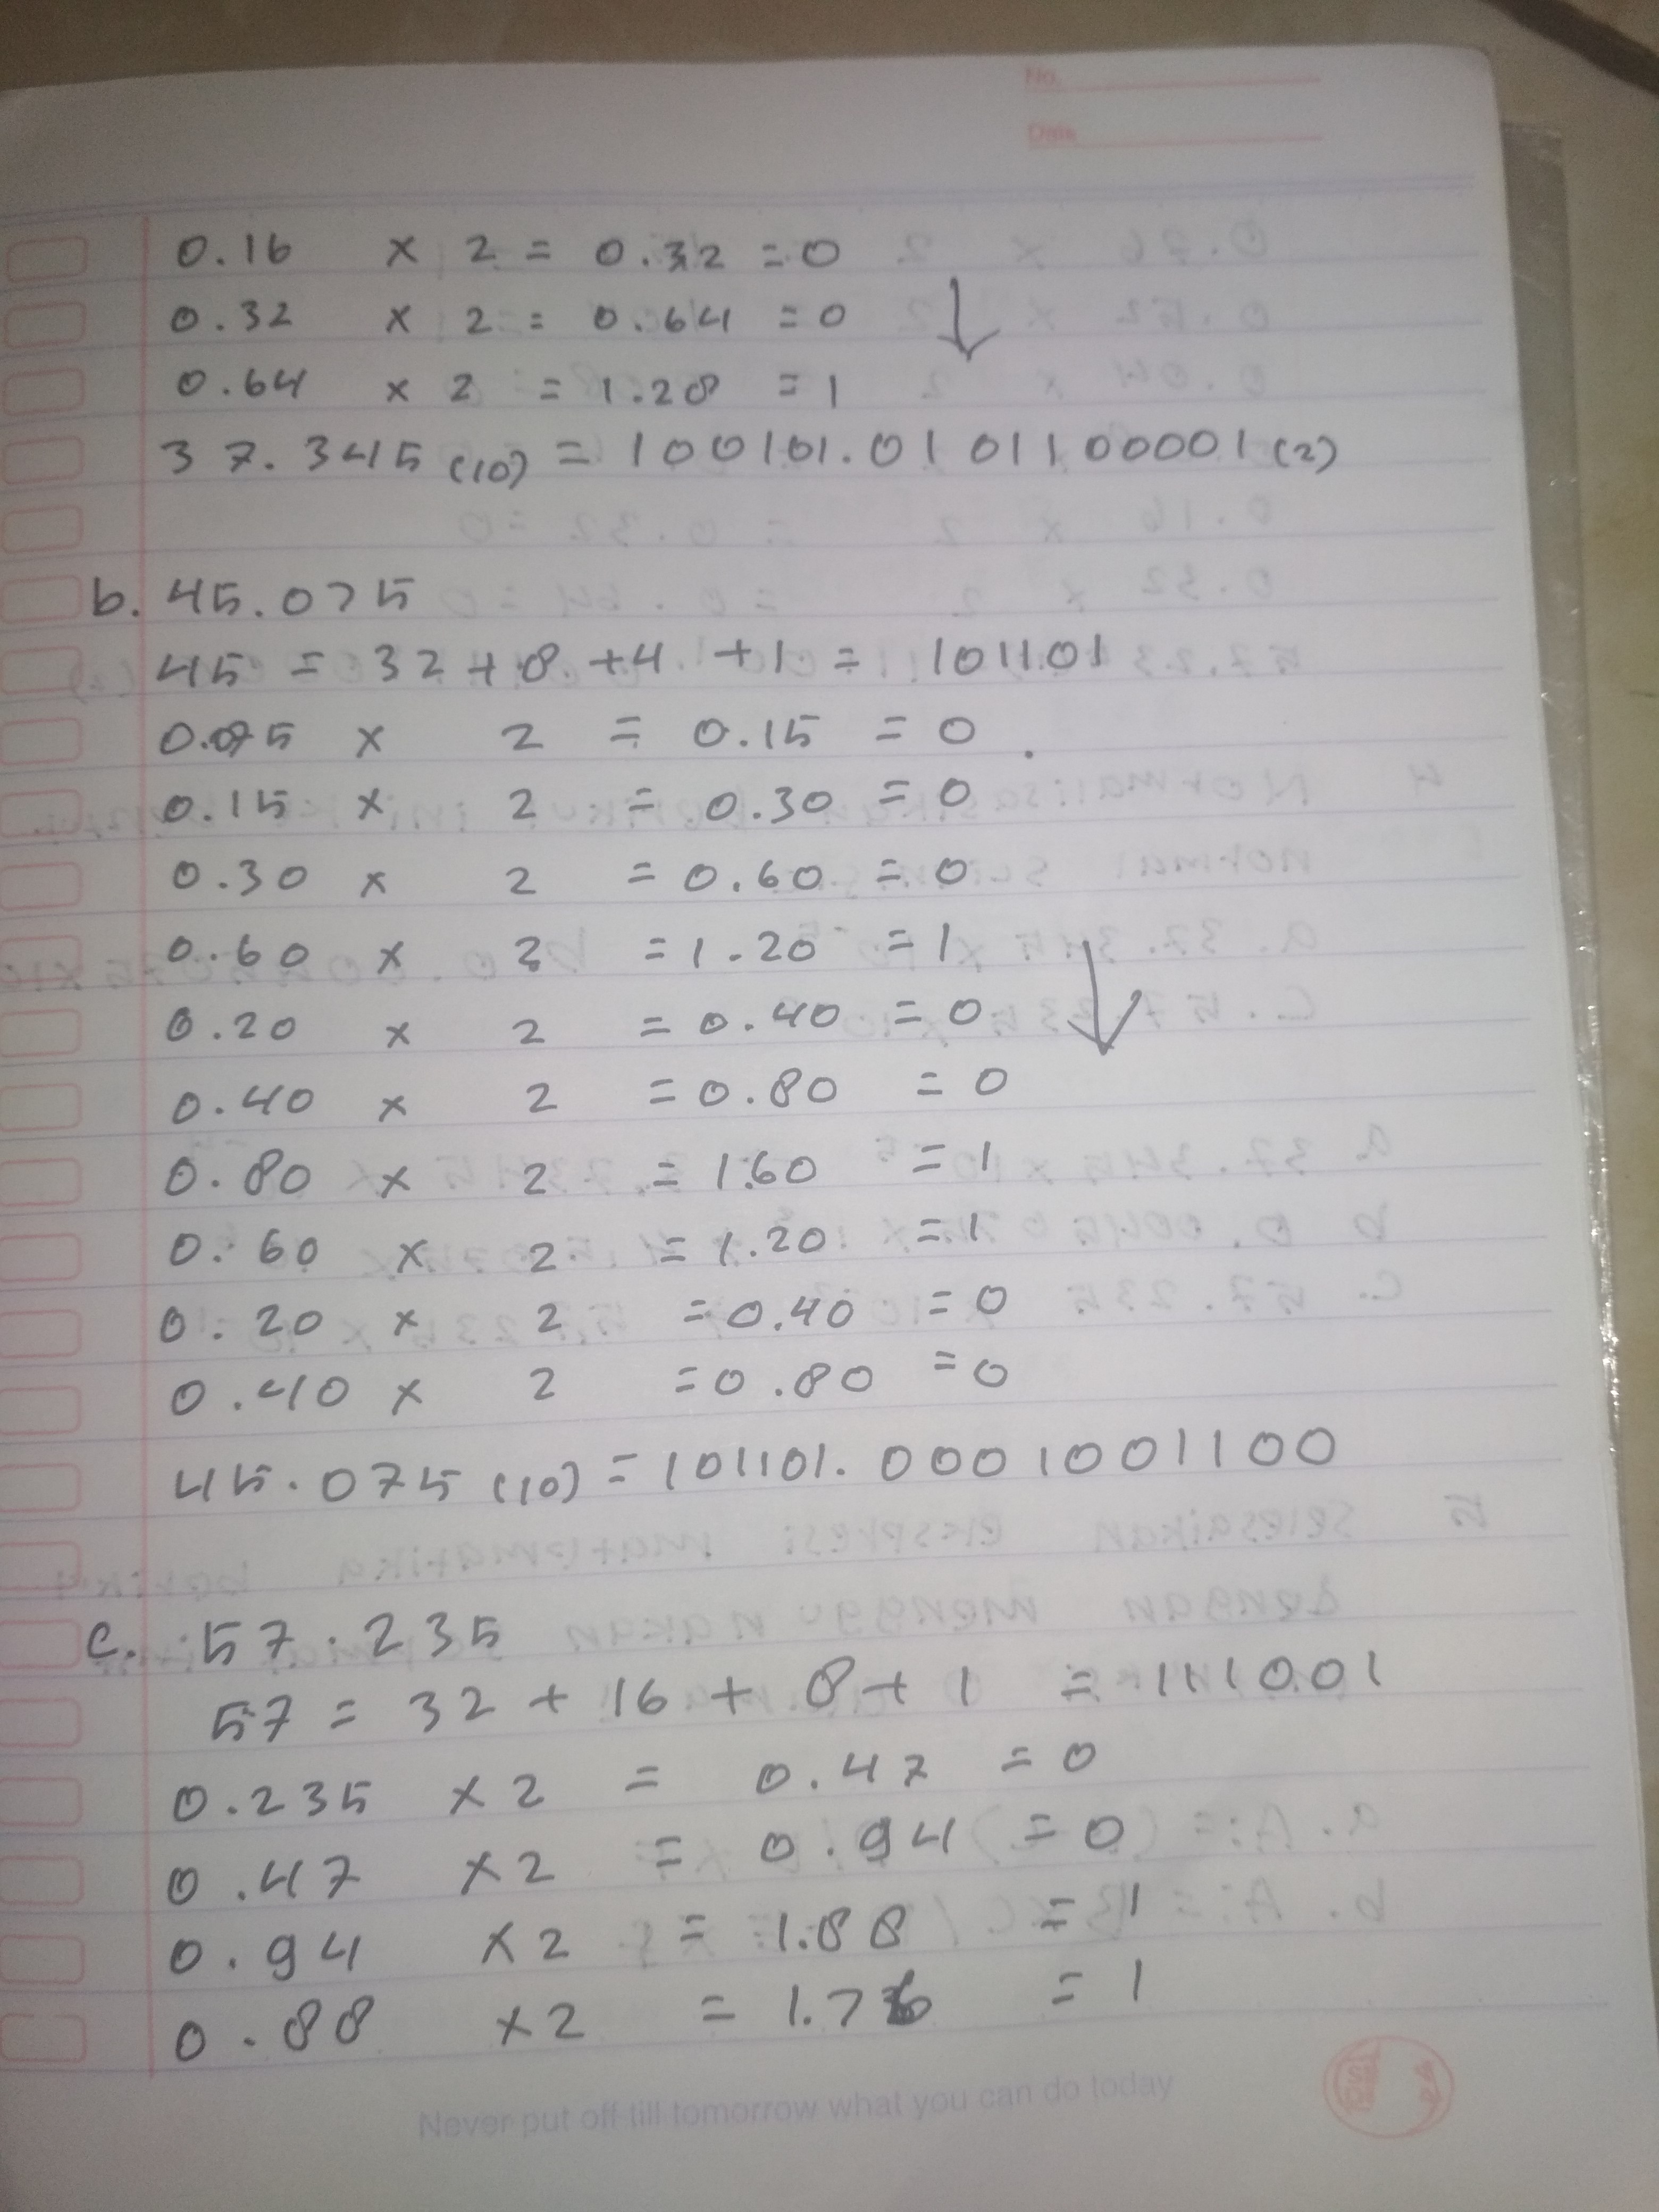 No.
Date
0.16 x 2 = 0.32 = 0
0.32 x 2 = 0.64 = 0
0.64 x 2 = 1.28 = 1
37.345 (10) = 100101.0101100001 (2)
b. 45.075
45 = 32 + 8 + 4 + 1 = 101101
0.075 x 2 = 0.15 = 0
0.15 x 2 = 0.30 = 0
0.30 x 2 = 0.60 = 0
0.60 x 2 = 1.20 = 1
0.20 x 2 = 0.40 = 0
0.40 x 2 = 0.80 = 0
0.80 x 2 = 1.60 = 1
0.60 x 2 = 1.20 = 1
0.20 x 2 = 0.40 = 0
0.40 x 2 = 0.80 = 0
45.075 (10) = 101101.0001001100
c. 57.235
57 = 32 + 16 + 8 + 1 = 111001
0.235 x 2 = 0.47 = 0
0.47 x 2 = 0.94 = 0
0.94 x 2 = 1.88 = 1
0.88 x 2 = 1.76 = 1
Never put off till tomorrow what you can do today